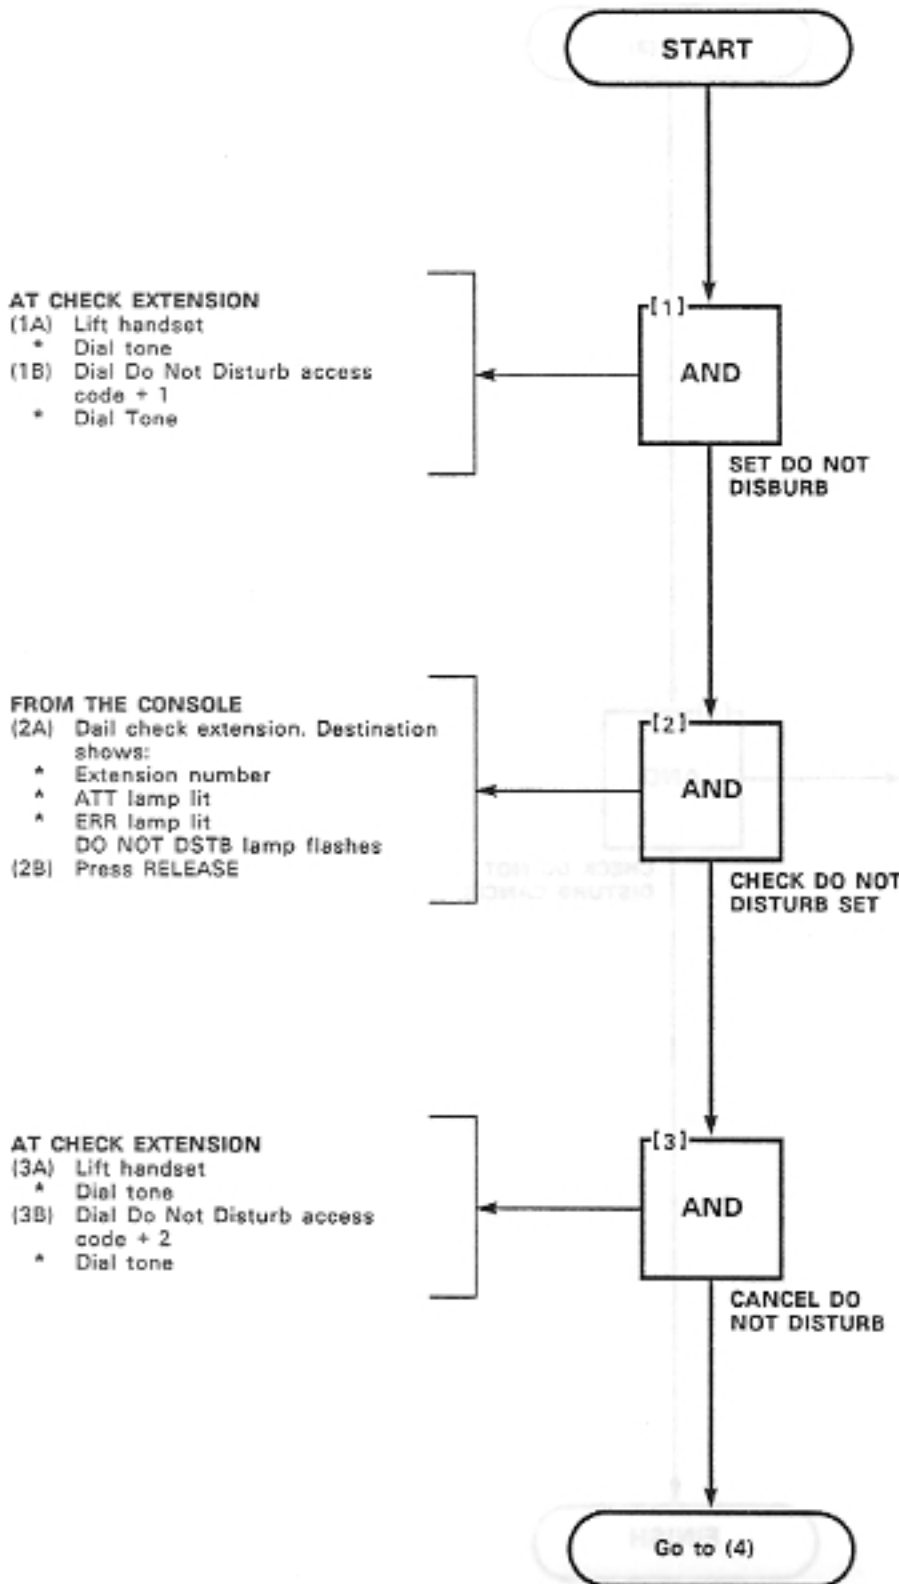 START
AT CHECK EXTENSION
(1A) Lift handset
* Dial tone
(1B) Dial Do Not Disturb access
code + 1
* Dial Tone
[1]
AND
SET DO NOT
DISBURB
FROM THE CONSOLE
(2A) Dail check extension. Destination
shows:
* Extension number
* ATT lamp lit
* ERR lamp lit
DO NOT DSTB lamp flashes
(2B) Press RELEASE
[2]
AND
CHECK DO NOT
DISTURB SET
AT CHECK EXTENSION
(3A) Lift handset
* Dial tone
(3B) Dial Do Not Disturb access
code + 2
* Dial tone
[3]
AND
CANCEL DO
NOT DISTURB
Go to (4)